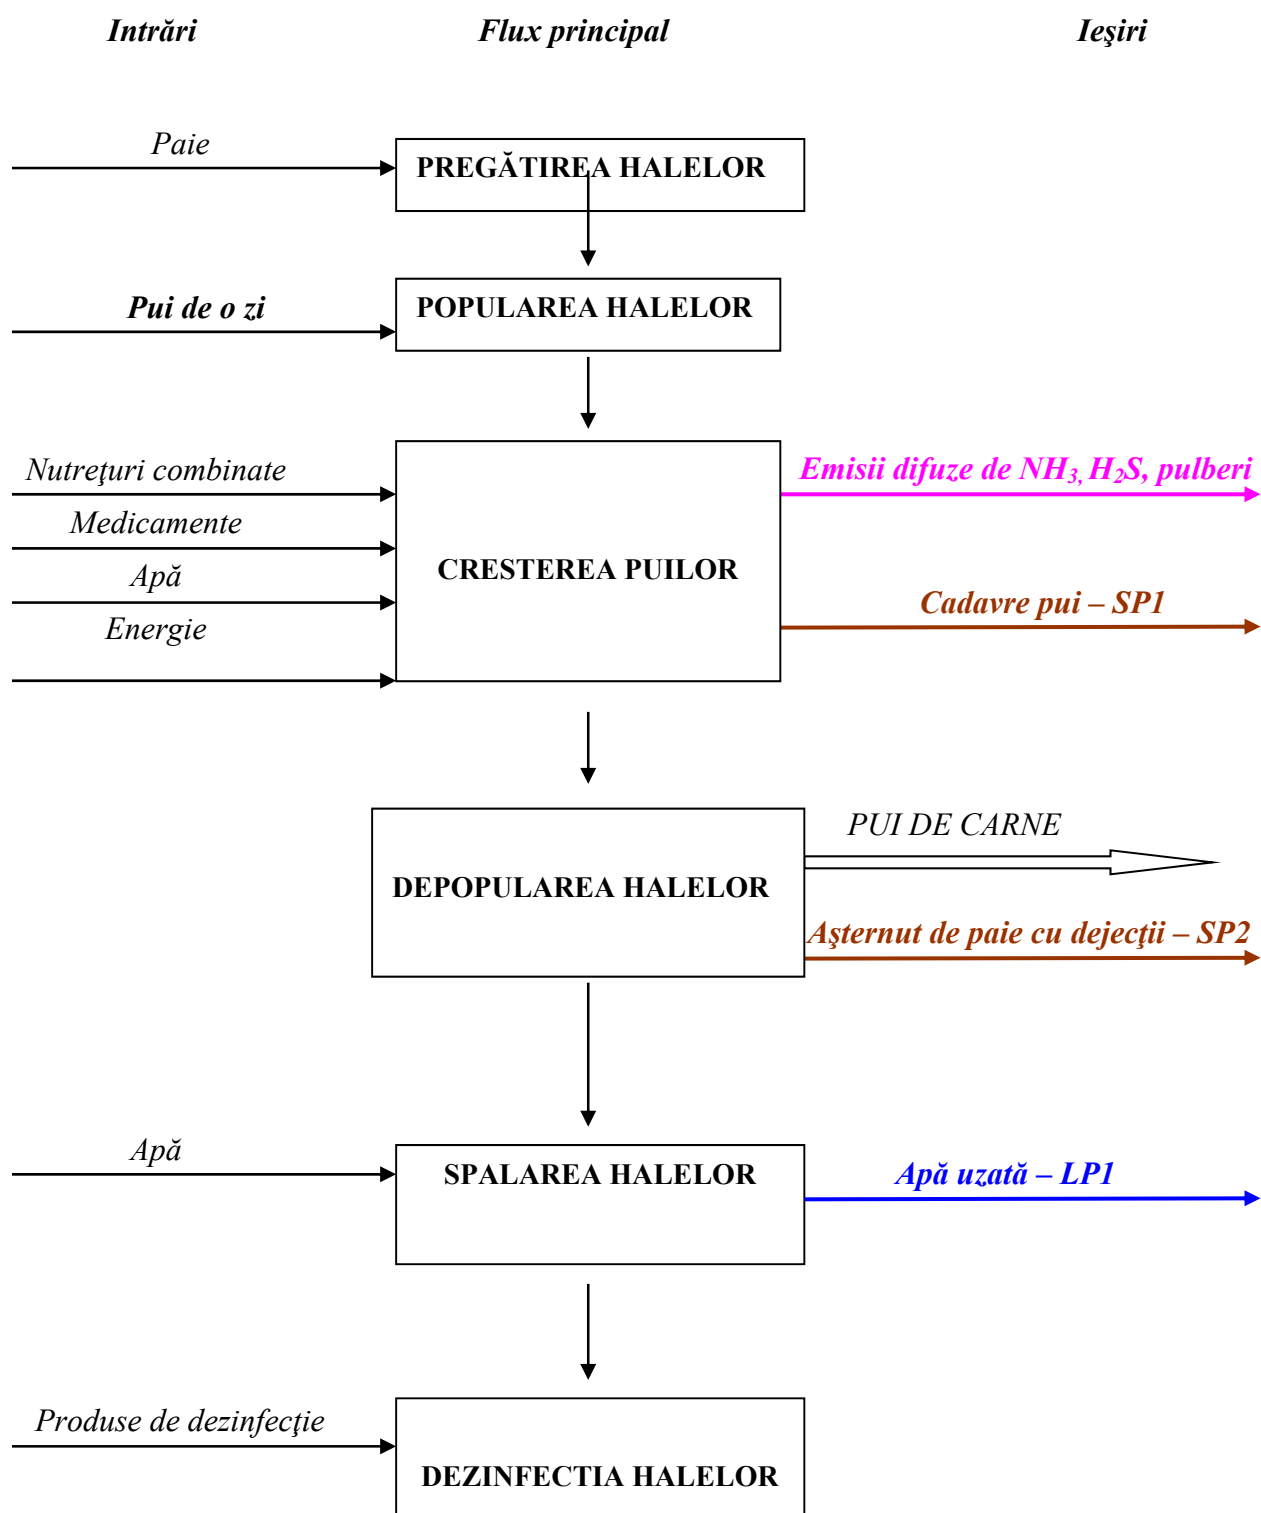 Intrări Flux principal Ieşiri
Paie
PREGĂTIREA HALELOR
Pui de o zi
POPULAREA HALELOR
Nutreţuri combinate
Medicamente
Apă
Energie
CRESTEREA PUILOR
Emisii difuze de NH3, H2S, pulberi
Cadavre pui – SP1
DEPOPULAREA HALELOR
PUI DE CARNE
Aşternut de paie cu dejecţii – SP2
Apă
SPALAREA HALELOR
Apă uzată – LP1
Produse de dezinfecţie
DEZINFECTIA HALELOR